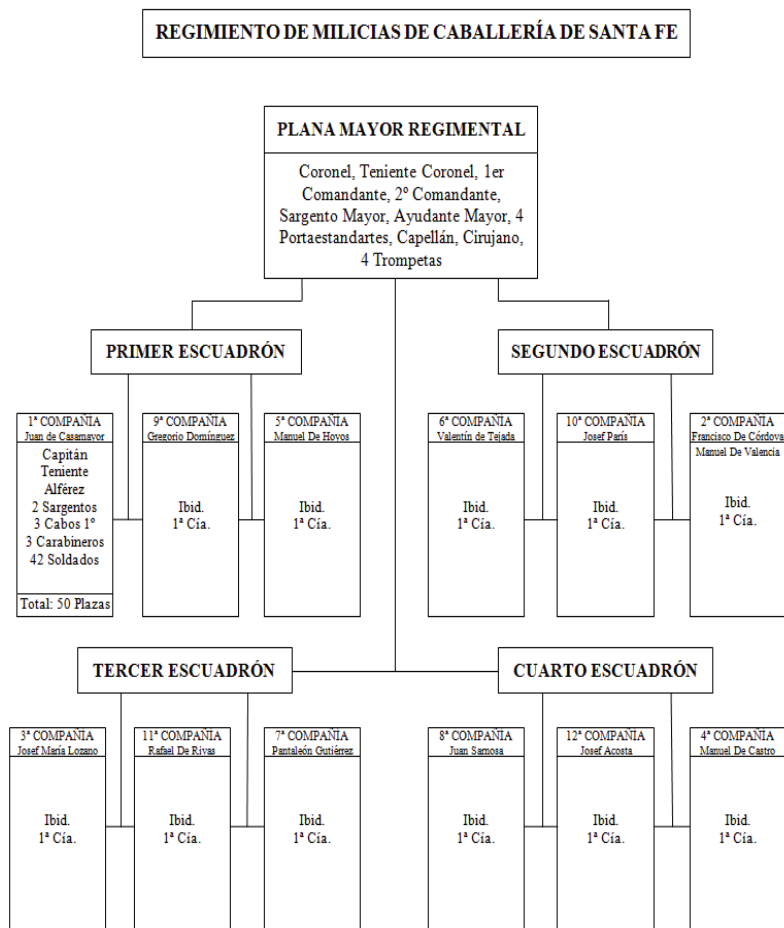 REGIMIENTO DE MILICIAS DE CABALLERÍA DE SANTA FE
PLANA MAYOR REGIMENTAL
Coronel, Teniente Coronel, 1er
Comandante, 2º Comandante,
Sargento Mayor, Ayudante Mayor, 4
Portaestandartes, Capellán, Cirujano,
4 Trompetas
PRIMER ESCUADRÓN
1ª COMPAÑIA
Juan de Casamayor
Capitán
Teniente
Alférez
2 Sargentos
3 Cabos 1º
3 Carabineros
42 Soldados
Total: 50 Plazas
9ª COMPAÑIA
Gregorio Domínguez
Ibid.
1ª Cía.
5ª COMPAÑIA
Manuel De Hoyos
Ibid.
1ª Cía.
SEGUNDO ESCUADRÓN
6ª COMPAÑIA
Valentín de Tejada
Ibid.
1ª Cía.
10ª COMPAÑIA
Josef París
Ibid.
1ª Cía.
2ª COMPAÑIA
Francisco De Córdova
Manuel De Valencia
Ibid.
1ª Cía.
TERCER ESCUADRÓN
3ª COMPAÑIA
Josef María Lozano
Ibid.
1ª Cía.
11ª COMPAÑIA
Rafael De Rivas
Ibid.
1ª Cía.
7ª COMPAÑIA
Pantaleón Gutiérrez
Ibid.
1ª Cía.
CUARTO ESCUADRÓN
8ª COMPAÑIA
Juan Samosa
Ibid.
1ª Cía.
12ª COMPAÑIA
Josef Acosta
Ibid.
1ª Cía.
4ª COMPAÑIA
Manuel De Castro
Ibid.
1ª Cía.